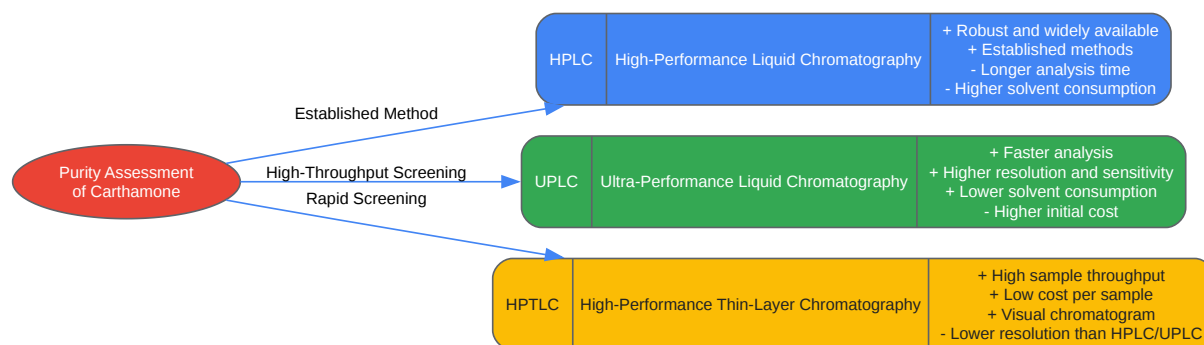 Purity Assessment
of Carthamone
Established Method
High-Throughput Screening
Rapid Screening
HPLC
High-Performance Liquid Chromatography
+ Robust and widely available
+ Established methods
- Longer analysis time
- Higher solvent consumption
UPLC
Ultra-Performance Liquid Chromatography
+ Faster analysis
+ Higher resolution and sensitivity
+ Lower solvent consumption
- Higher initial cost
HPTLC
High-Performance Thin-Layer Chromatography
+ High sample throughput
+ Low cost per sample
+ Visual chromatogram
- Lower resolution than HPLC/UPLC